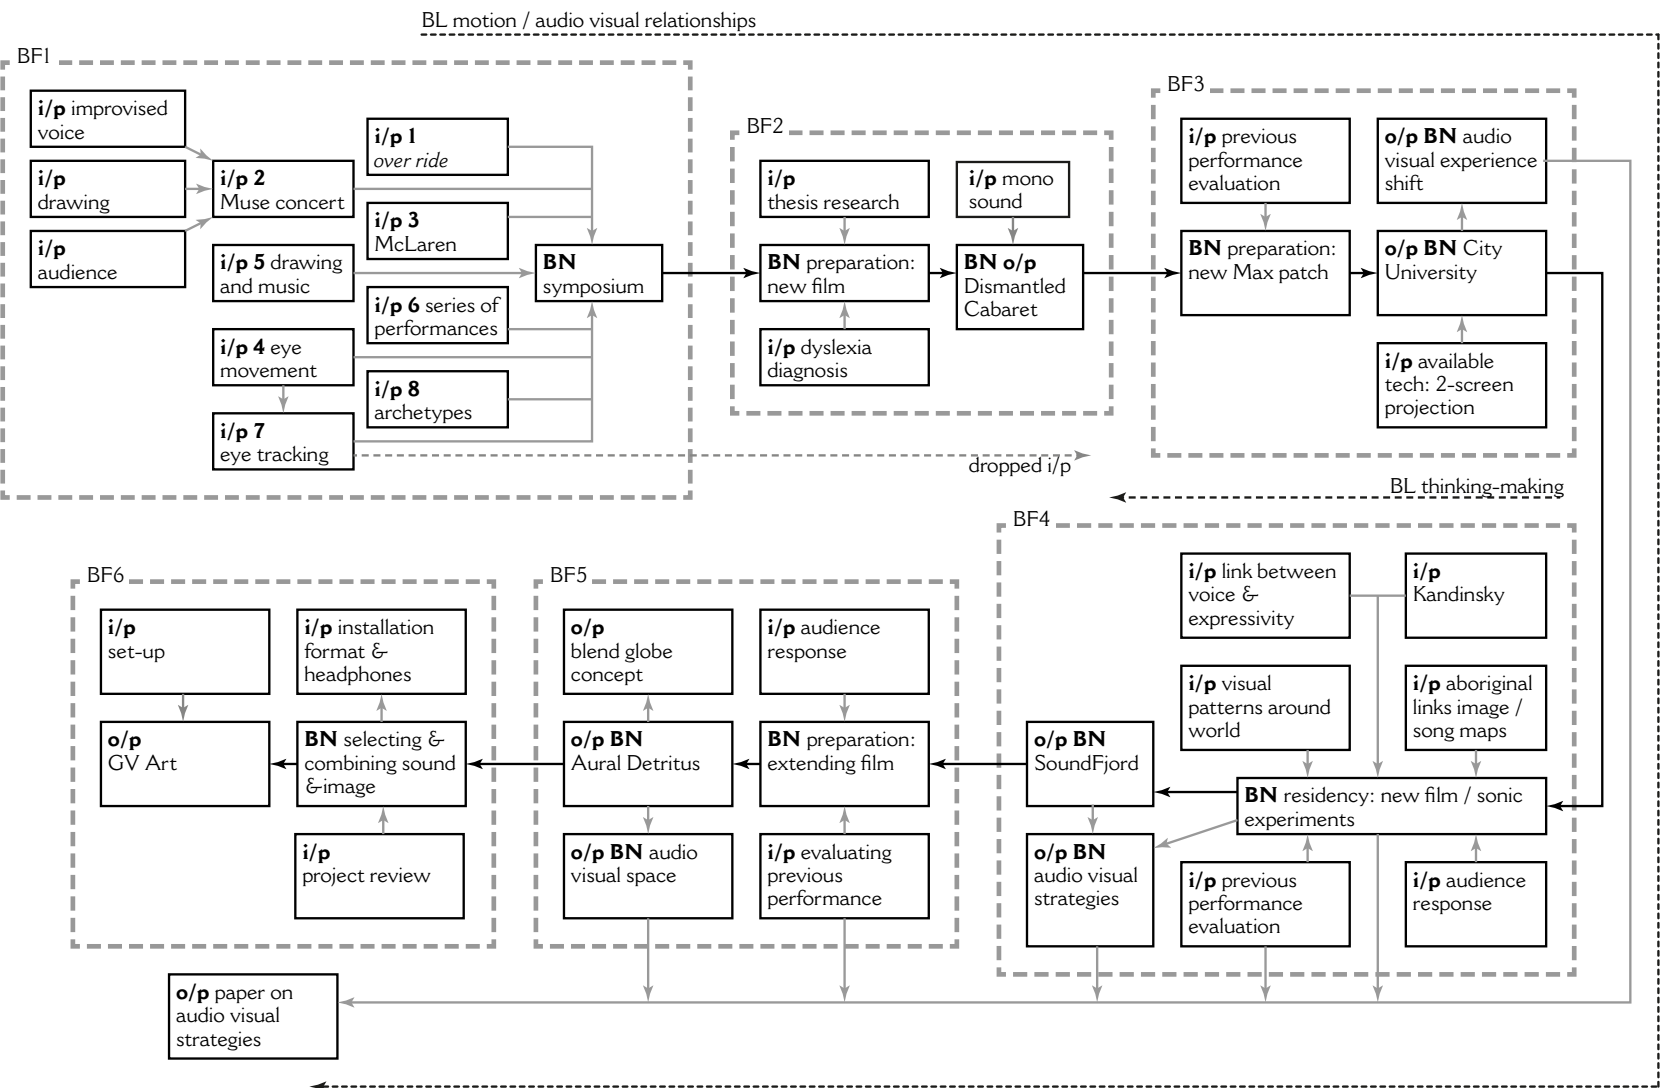 BL motion / audio visual relationships
BF1
i/p improvised
voice
i/p
drawing
i/p
audience
i/p 2
Muse concert
i/p 1
over ride
i/p 3
McLaren
i/p 5 drawing
and music
i/p 6 series of
performances
i/p 4 eye
movement
i/p 8
archetypes
i/p 7
eye tracking
BN
symposium
dropped i/p
BF2
i/p
thesis research
i/p mono
sound
BN preparation:
new film
BN o/p
Dismantled
Cabaret
i/p dyslexia
diagnosis
BF3
i/p previous
performance
evaluation
o/p BN audio
visual experience
shift
BN preparation:
new Max patch
o/p BN City
University
i/p available
tech: 2-screen
projection
BL thinking-making
BF4
i/p link between
voice &
expressivity
i/p
Kandinsky
i/p visual
patterns around
world
i/p aboriginal
links image /
song maps
o/p BN
SoundFjord
BN residency: new film / sonic
experiments
o/p BN
audio visual
strategies
i/p previous
performance
evaluation
i/p audience
response
BF5
o/p
blend globe
concept
i/p audience
response
o/p BN
Aural Detritus
BN preparation:
extending film
o/p BN audio
visual space
i/p evaluating
previous
performance
BF6
i/p
set-up
i/p installation
format &
headphones
o/p
GV Art
BN selecting &
combining sound
&image
i/p
project review
o/p paper on
audio visual
strategies